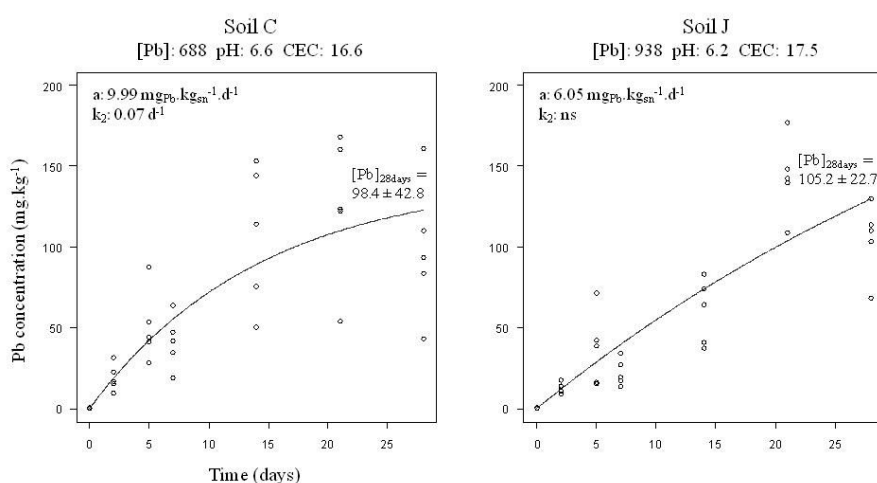 Soil C
[Pb]: 688 pH: 6.6 CEC: 16.6
200
150
100
50
0
Pb concentration (mg.kg⁻¹)
a: 9.99 mgPb.kgsn⁻¹.d⁻¹
k₂: 0.07 d⁻¹
[Pb]28days =
98.4 ± 42.8
0 5 10 15 20 25
Time (days)
Soil J
[Pb]: 938 pH: 6.2 CEC: 17.5
200
150
100
50
0
a: 6.05 mgPb.kgsn⁻¹.d⁻¹
k₂: ns
[Pb]28days =
105.2 ± 22.7
0 5 10 15 20 25